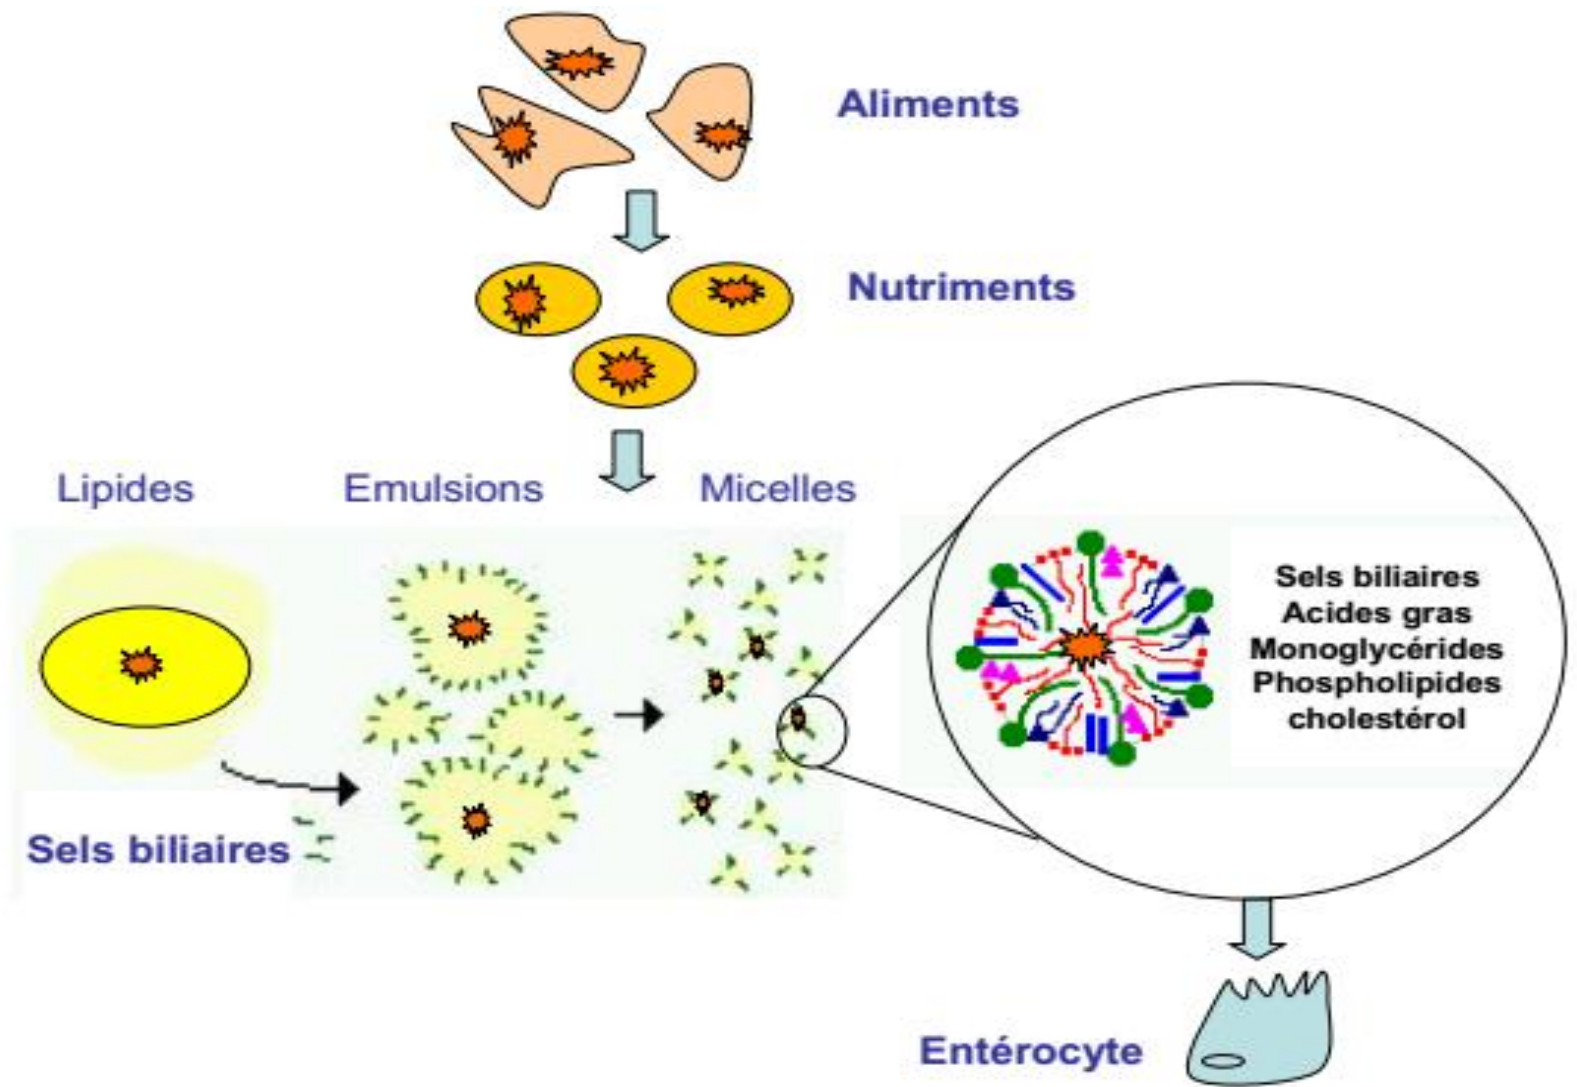 Aliments
Nutriments
Lipides
Emulsions
Micelles
Sels biliaires
Acides gras
Monoglycérides
Phospholipides
cholestérol
Sels biliaires
Entérocyte